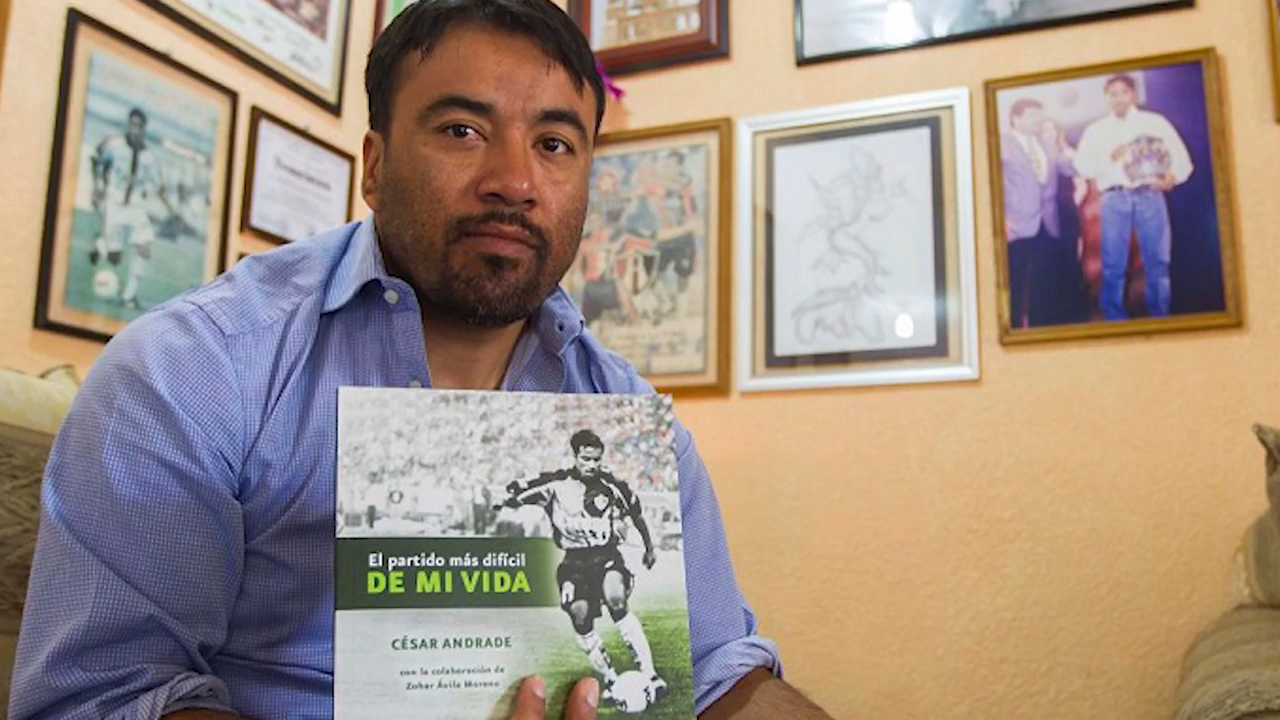 El partido más difícil
DE MI VIDA
CÉSAR ANDRADE
con la colaboración de
Zohar Ávila Moreno